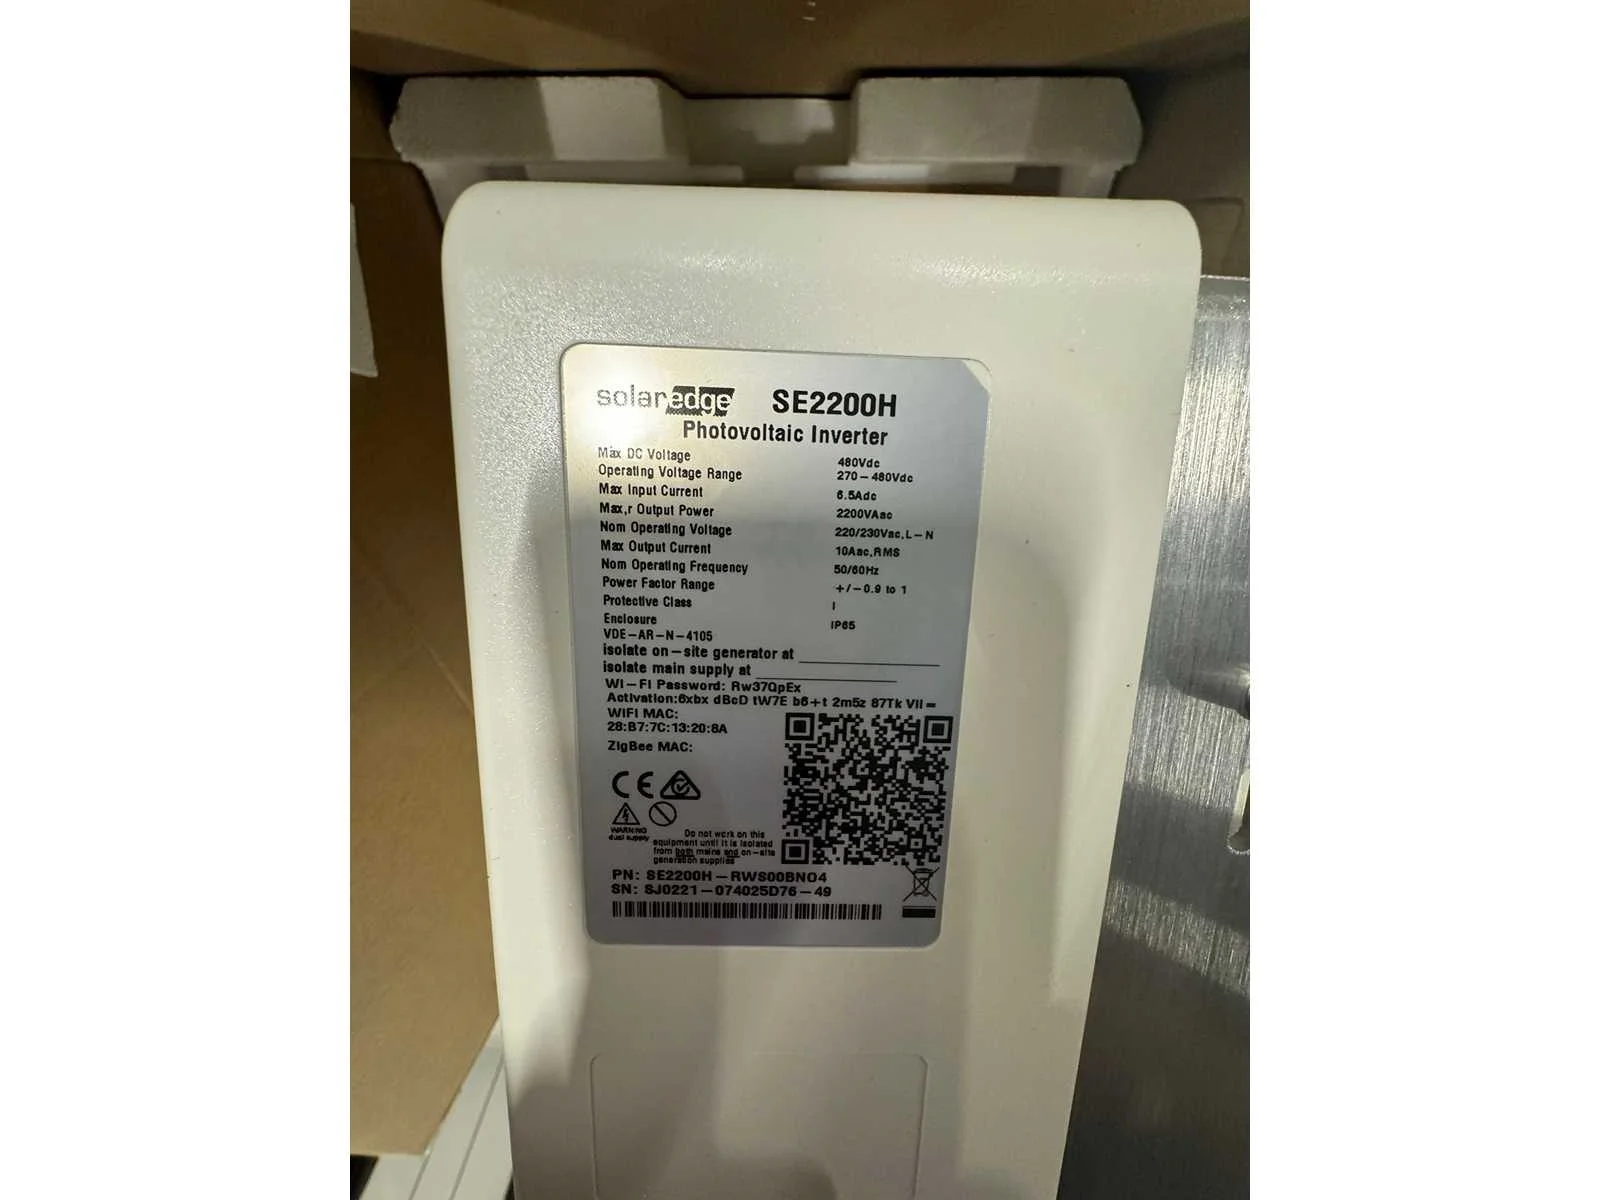 solaredge SE2200H
Photovoltaic Inverter
Max DC Voltage 480Vdc
Operating Voltage Range 270-480Vdc
Max Input Current 6.5Adc
Max,r Output Power 2200VAac
Nom Operating Voltage 220/230Vac,L-N
Max Output Current 10Aac,RMS
Nom Operating Frequency 50/60Hz
Power Factor Range +/-0.9 to 1
Protective Class I
Enclosure IP65
VDE-AR-N-4105
isolate on-site generator at
isolate main supply at
Wi-Fi Password: Rw37QpEx
Activation:6xbx dBcD tW7E b6+t 2m5z 87Tk VII=
WIFI MAC:
28:B7:7C:13:20:8A
ZigBee MAC:
CE
WARNING
dual supply
Do not work on this
equipment until it is isolated
from both mains and on-site
generation supplies
PN: SE2200H-RWS00BNO4
SN: SJ0221-074025D76-49